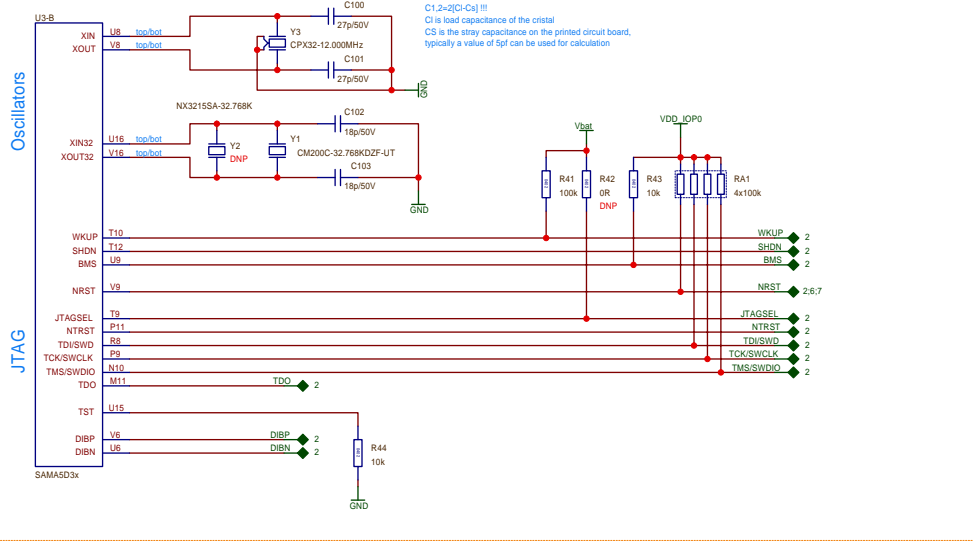 C1,2=2[Cl-Cs] !!!
Cl is load capacitance of the cristal
CS is the stray capacitance on the printed circuit board,
typically a value of 5pf can be used for calculation
Oscillators
JTAG
U3-B
XIN U8 top/bot
XOUT V8 top/bot
C100
27p/50V
Y3
CPX32-12.000MHz
C101
27p/50V
GND
NX3215SA-32.768K
C102
18p/50V
XIN32 U16 top/bot
XOUT32 V16 top/bot
Y2
DNP
Y1
CM200C-32.768KDZF-UT
C103
18p/50V
GND
Vbat
VDD_IOP0
R41
100k
R42
0R
DNP
R43
10k
RA1
4x100k
WKUP T10 WKUP 2
SHDN T12 SHDN 2
BMS U9 BMS 2
NRST V9 NRST 2;6;7
JTAGSEL T9 JTAGSEL 2
NTRST P11 NTRST 2
TDI/SWD R8 TDI/SWD 2
TCK/SWCLK P9 TCK/SWCLK 2
TMS/SWDIO N10 TMS/SWDIO 2
TDO M11 TDO 2
TST U15
DIBP V6 DIBP 2
DIBN U6 DIBN 2
R44
10k
GND
SAMA5D3x